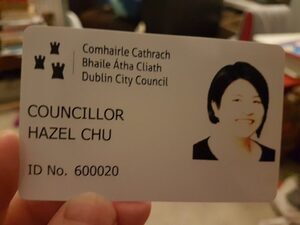 Comhairle Cathrach
Bhaile Átha Cliath
Dublin City Council
COUNCILLOR
HAZEL CHU
ID No. 600020